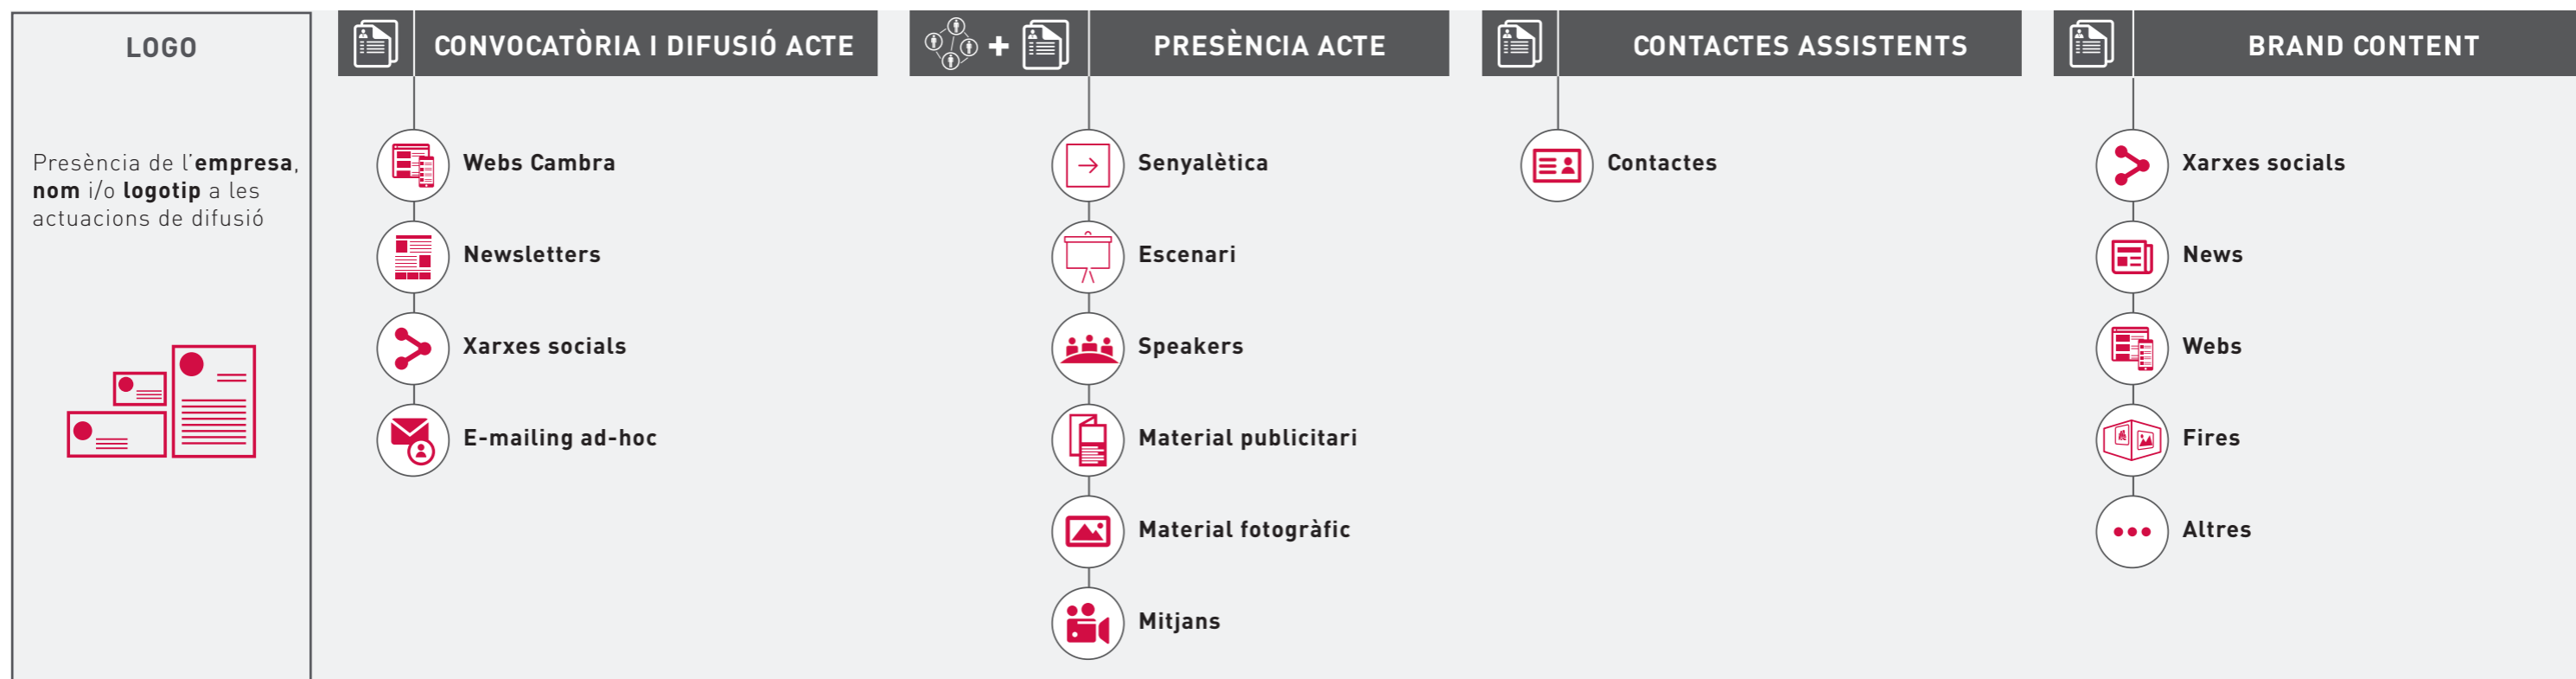 LOGO
Presència de l'empresa,
nom i/o logotip a les
actuacions de difusió
CONVOCATÒRIA I DIFUSIÓ ACTE
Webs Cambra
Newsletters
Xarxes socials
E-mailing ad-hoc
+
PRESÈNCIA ACTE
Senyalètica
Escenari
Speakers
Material publicitari
Material fotogràfic
Mitjans
CONTACTES ASSISTENTS
Contactes
BRAND CONTENT
Xarxes socials
News
Webs
Fires
Altres